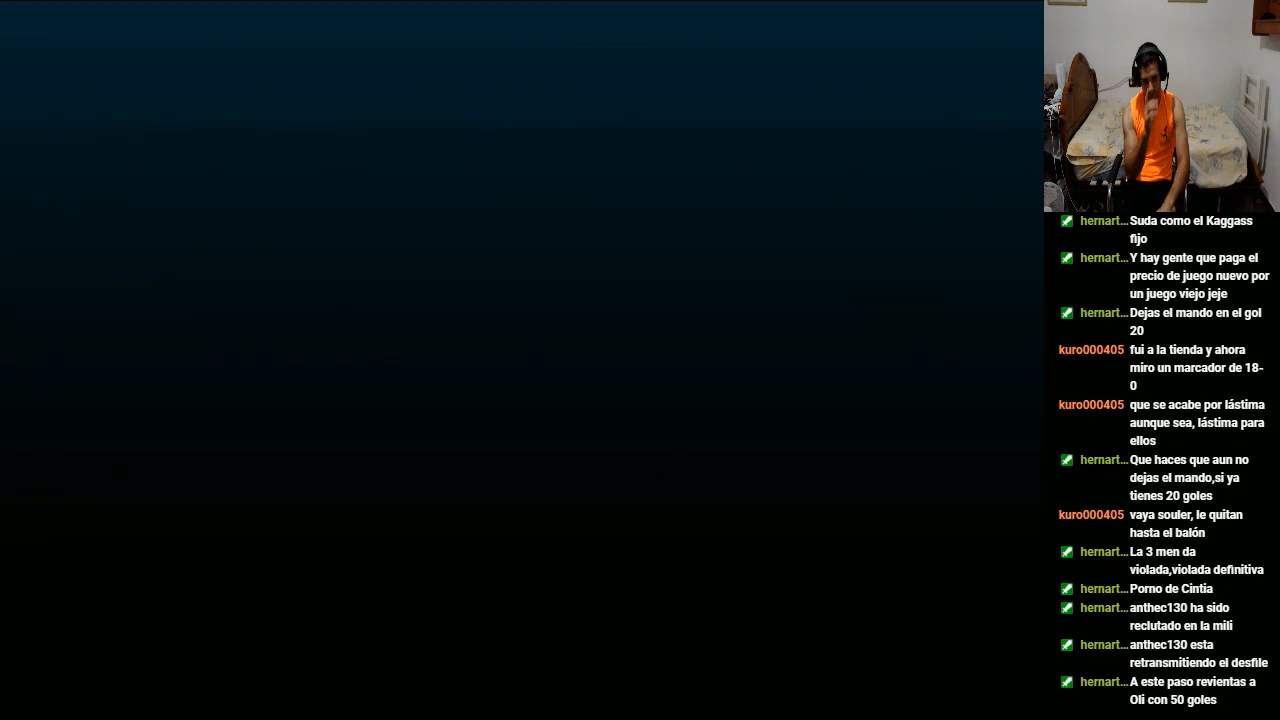 hernart... Suda como el Kaggass
fijo
hernart... Y hay gente que paga el
precio de juego nuevo por
un juego viejo jeje
hernart... Dejas el mando en el gol
20
kuro000405 fui a la tienda y ahora
miro un marcador de 18-
0
kuro000405 que se acabe por lástima
aunque sea, lástima para
ellos
hernart... Que haces que aun no
dejas el mando,si ya
tienes 20 goles
kuro000405 vaya souler, le quitan
hasta el balón
hernart... La 3 men da
violada,violada definitiva
hernart... Porno de Cintia
hernart... anthec130 ha sido
reclutado en la mili
hernart... anthec130 esta
retransmitiendo el desfile
hernart... A este paso revientas a
Oli con 50 goles